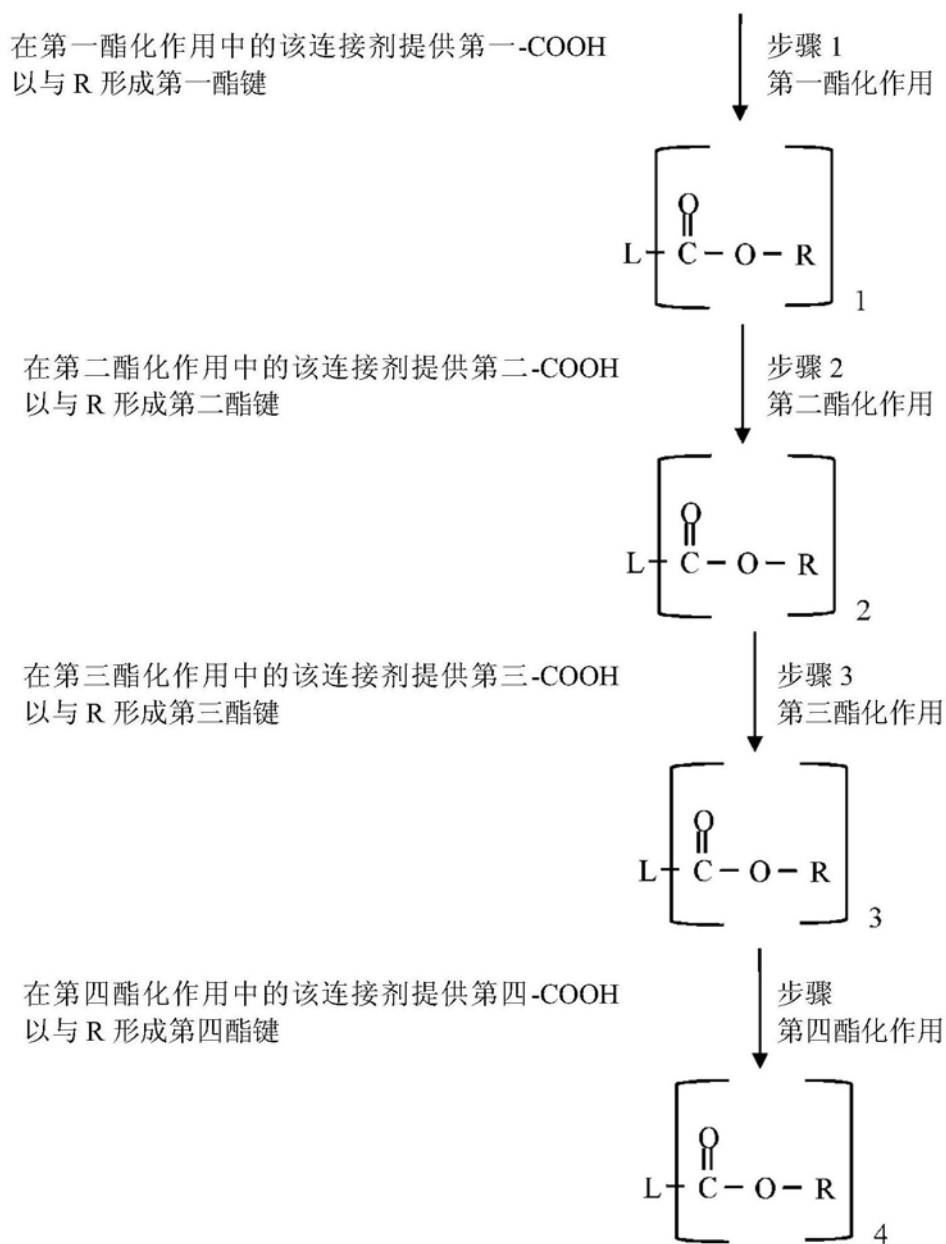 在第一酯化作用中的该连接剂提供第一-COOH
以与 R 形成第一酯键
步骤 1
第一酯化作用
O
L C O R
1
在第二酯化作用中的该连接剂提供第二-COOH
以与 R 形成第二酯键
步骤 2
第二酯化作用
O
L C O R
2
在第三酯化作用中的该连接剂提供第三-COOH
以与 R 形成第三酯键
步骤 3
第三酯化作用
O
L C O R
3
在第四酯化作用中的该连接剂提供第四-COOH
以与 R 形成第四酯键
步骤
第四酯化作用
O
L C O R
4